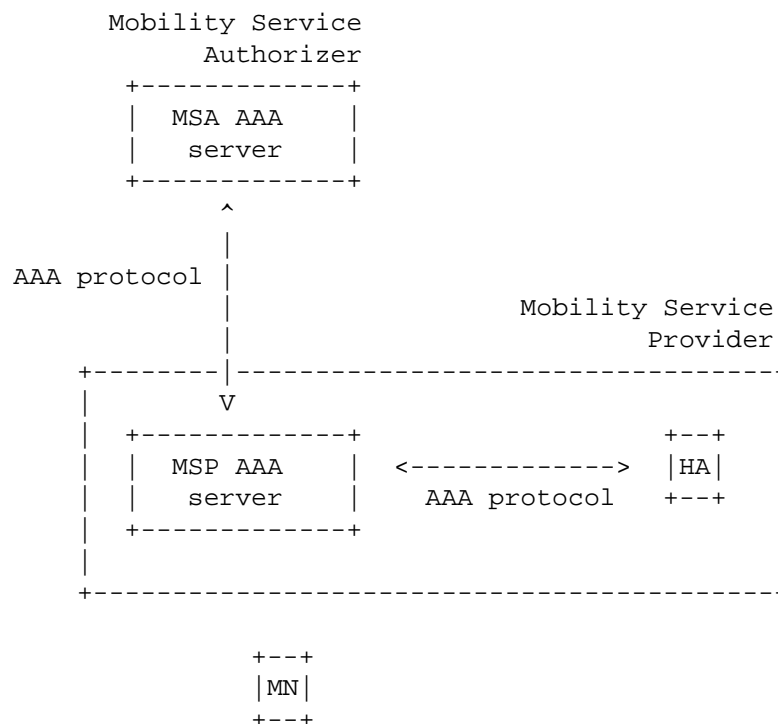 Mobility Service
Authorizer
MSA AAA
server
AAA protocol
Mobility Service
Provider
V
MSP AAA
server
<-------------> |HA|
AAA protocol
|MN|